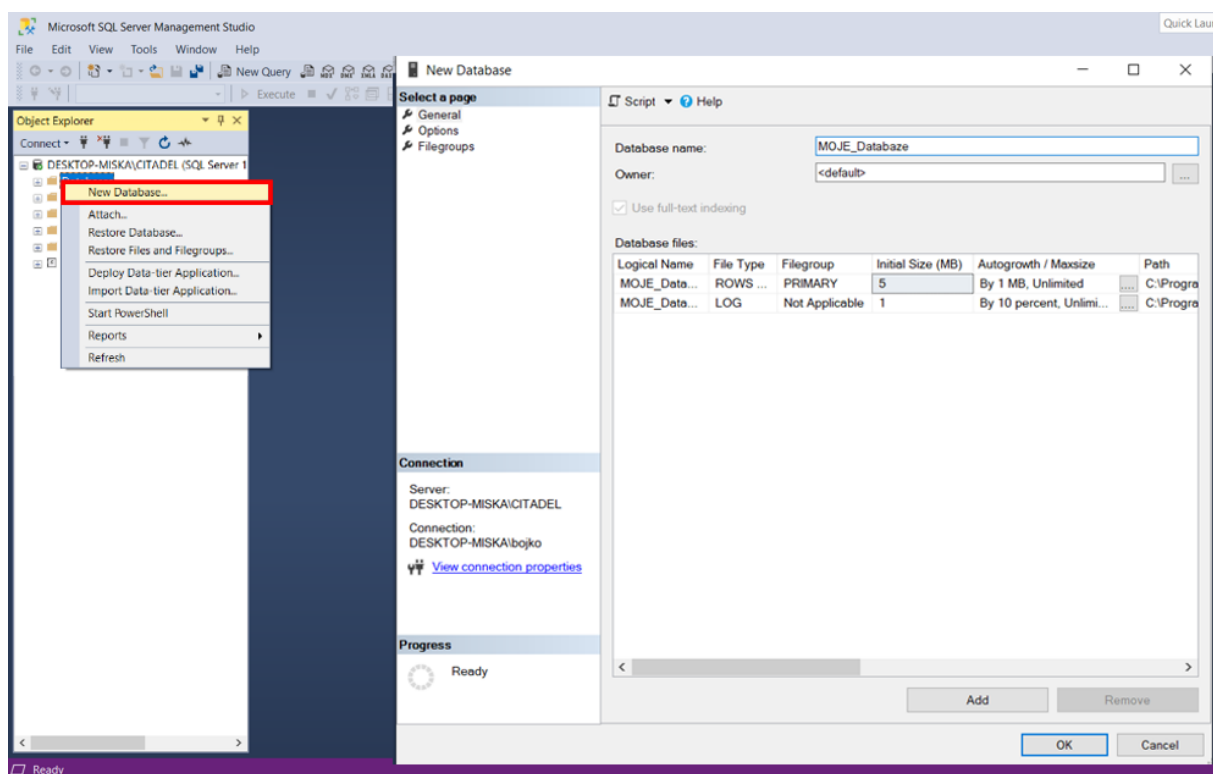 Microsoft SQL Server Management Studio
Quick Lau
File Edit View Tools Window Help
New Query
Execute
Object Explorer
Connect
DESKTOP-MISKA\CITADEL (SQL Server 1
New Database...
Attach...
Restore Database...
Restore Files and Filegroups...
Deploy Data-tier Application...
Import Data-tier Application...
Start PowerShell
Reports
Refresh
Ready
New Database
Select a page
General
Options
Filegroups
Connection
Server:
DESKTOP-MISKA\CITADEL
Connection:
DESKTOP-MISKA\bojko
View connection properties
Progress
Ready
Script Help
Database name: MOJE_Databaze
Owner: <default> ...
Use full-text indexing
Database files:
Logical Name File Type Filegroup Initial Size (MB) Autogrowth / Maxsize Path
MOJE_Data... ROWS ... PRIMARY 5 By 1 MB, Unlimited ... C:\Progra
MOJE_Data... LOG Not Applicable 1 By 10 percent, Unlimi... ... C:\Progra
Add Remove
OK Cancel